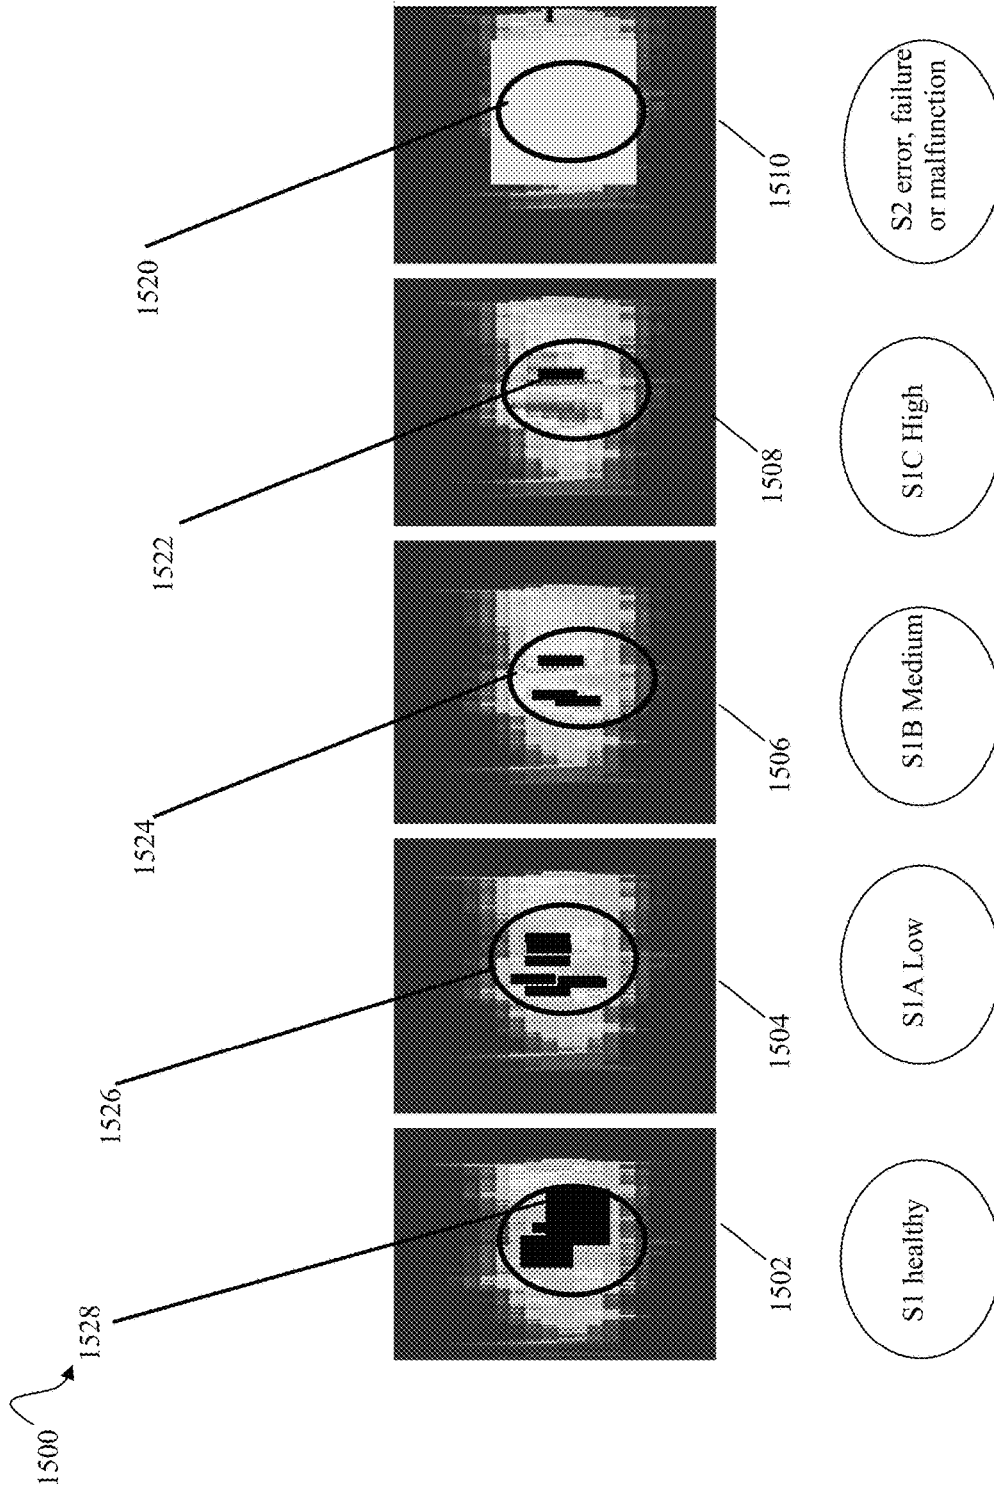 1500
1528
1526
1524
1522
1520
1502
1504
1506
1508
1510
S1 healthy
S1A Low
S1B Medium
S1C High
S2 error, failure
or malfunction